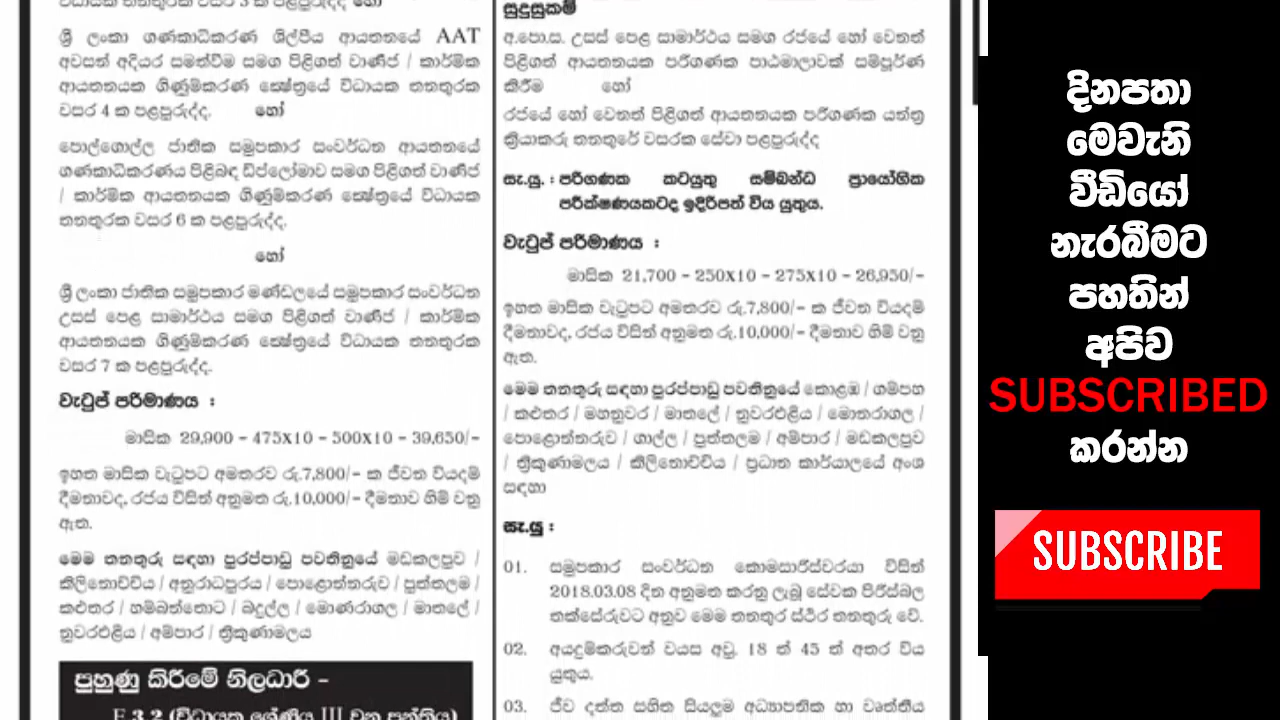 විධායක තනතුරක වසර 3 ක පළපුරුද්ද හෝ
ශ්‍රී ලංකා ගණකාධිකරණ ශිල්පීය ආයතනයේ AAT
අවසන් අදියර සමත්වීම සමග පිළිගත් වාණිජ / කාර්මික
ආයතනයක ගිණුම්කරණ ක්‍ෂේත්‍රයේ විධායක තනතුරක
වසර 4 ක පළපුරුද්ද. හෝ
පොල්ගොල්ල ජාතික සමුපකාර සංවර්ධන ආයතනයේ
ගණකාධිකරණය පිළිබඳ ඩිප්ලෝමාව සමග පිළිගත් වාණිජ
/ කාර්මික ආයතනයක ගිණුම්කරණ ක්‍ෂේත්‍රයේ විධායක
තනතුරක වසර 6 ක පළපුරුද්ද.
හෝ
ශ්‍රී ලංකා ජාතික සමුපකාර මණ්ඩලයේ සමුපකාර සංවර්ධන
උසස් පෙළ සාමාර්ථය සමග පිළිගත් වාණිජ / කාර්මික
ආයතනයක ගිණුම්කරණ ක්‍ෂේත්‍රයේ විධායක තනතුරක
වසර 7 ක පළපුරුද්ද.
වැටුප් පරිමාණය :
මාසික 29,900 – 475x10 – 500x10 – 39,650/–
ඉහත මාසික වැටුපට අමතරව රු.7,800/– ක ජීවන වියදම්
දීමනාවද, රජය විසින් අනුමත රු.10,000/– දීමනාව හිමි වනු
ඇත.
මෙම තනතුරු සඳහා පුරප්පාඩු පවතිනුයේ මඩකලපුව /
කිලිනොච්චිය / අනුරාධපුරය / පොළොන්නරුව / පුත්තලම /
කළුතර / හම්බන්තොට / බදුල්ල / මොණරාගල / මාතලේ /
නුවරඑළිය / අම්පාර / ත්‍රිකුණාමලය
පුහුණු කිරීමේ නිලධාරී –
E 3.2 (විධායක ශ්‍රේණිය III වන පන්තිය)
සුදුසුකම්
අ.පො.ස. උසස් පෙළ සාමාර්ථය සමග රජයේ හෝ වෙනත්
පිළිගත් ආයතනයක පරිගණක පාඨමාලාවක් සම්පූර්ණ
කිරීම හෝ
රජයේ හෝ වෙනත් පිළිගත් ආයතනයක පරිගණක යන්ත්‍ර
ක්‍රියාකරු තනතුරේ වසරක සේවා පළපුරුද්ද
සැ.යු. : පරිගණක කටයුතු සම්බන්ධ ප්‍රායෝගික
පරීක්ෂණයකටද ඉදිරිපත් විය යුතුය.
වැටුප් පරිමාණය :
මාසික 21,700 – 250x10 – 275x10 – 26,950/–
ඉහත මාසික වැටුපට අමතරව රු.7,800/– ක ජීවන වියදම්
දීමනාවද, රජය විසින් අනුමත රු.10,000/– දීමනාව හිමි වනු
ඇත.
මෙම තනතුරු සඳහා පුරප්පාඩු පවතිනුයේ කොළඹ / ගම්පහ
/ කළුතර / මහනුවර / මාතලේ / නුවරඑළිය / මොනරාගල /
පොළොන්නරුව / ගාල්ල / පුත්තලම / අම්පාර / මඩකලපුව
/ ත්‍රිකුණාමලය / කිලිනොච්චිය / ප්‍රධාන කාර්යාලයේ අංශ
සඳහා
සැ.යු :
01. සමුපකාර සංවර්ධන කොමසාරිස්වරයා විසින්
2018.03.08 දින අනුමත කරනු ලැබූ සේවක පිරිස්බල
තක්සේරුවට අනුව මෙම තනතුර ස්ථිර තනතුරු වේ.
02. අයදුම්කරුවන් වයස අවු. 18 ත් 45 ත් අතර විය
යුතුය.
03. ජීව දත්ත සහිත සියලුම අධ්‍යාපනික හා වෘත්තීය
දිනපතා
මෙවැනි
වීඩියෝ
නැරබීමට
පහතින්
අපිව
SUBSCRIBED
කරන්න
SUBSCRIBE